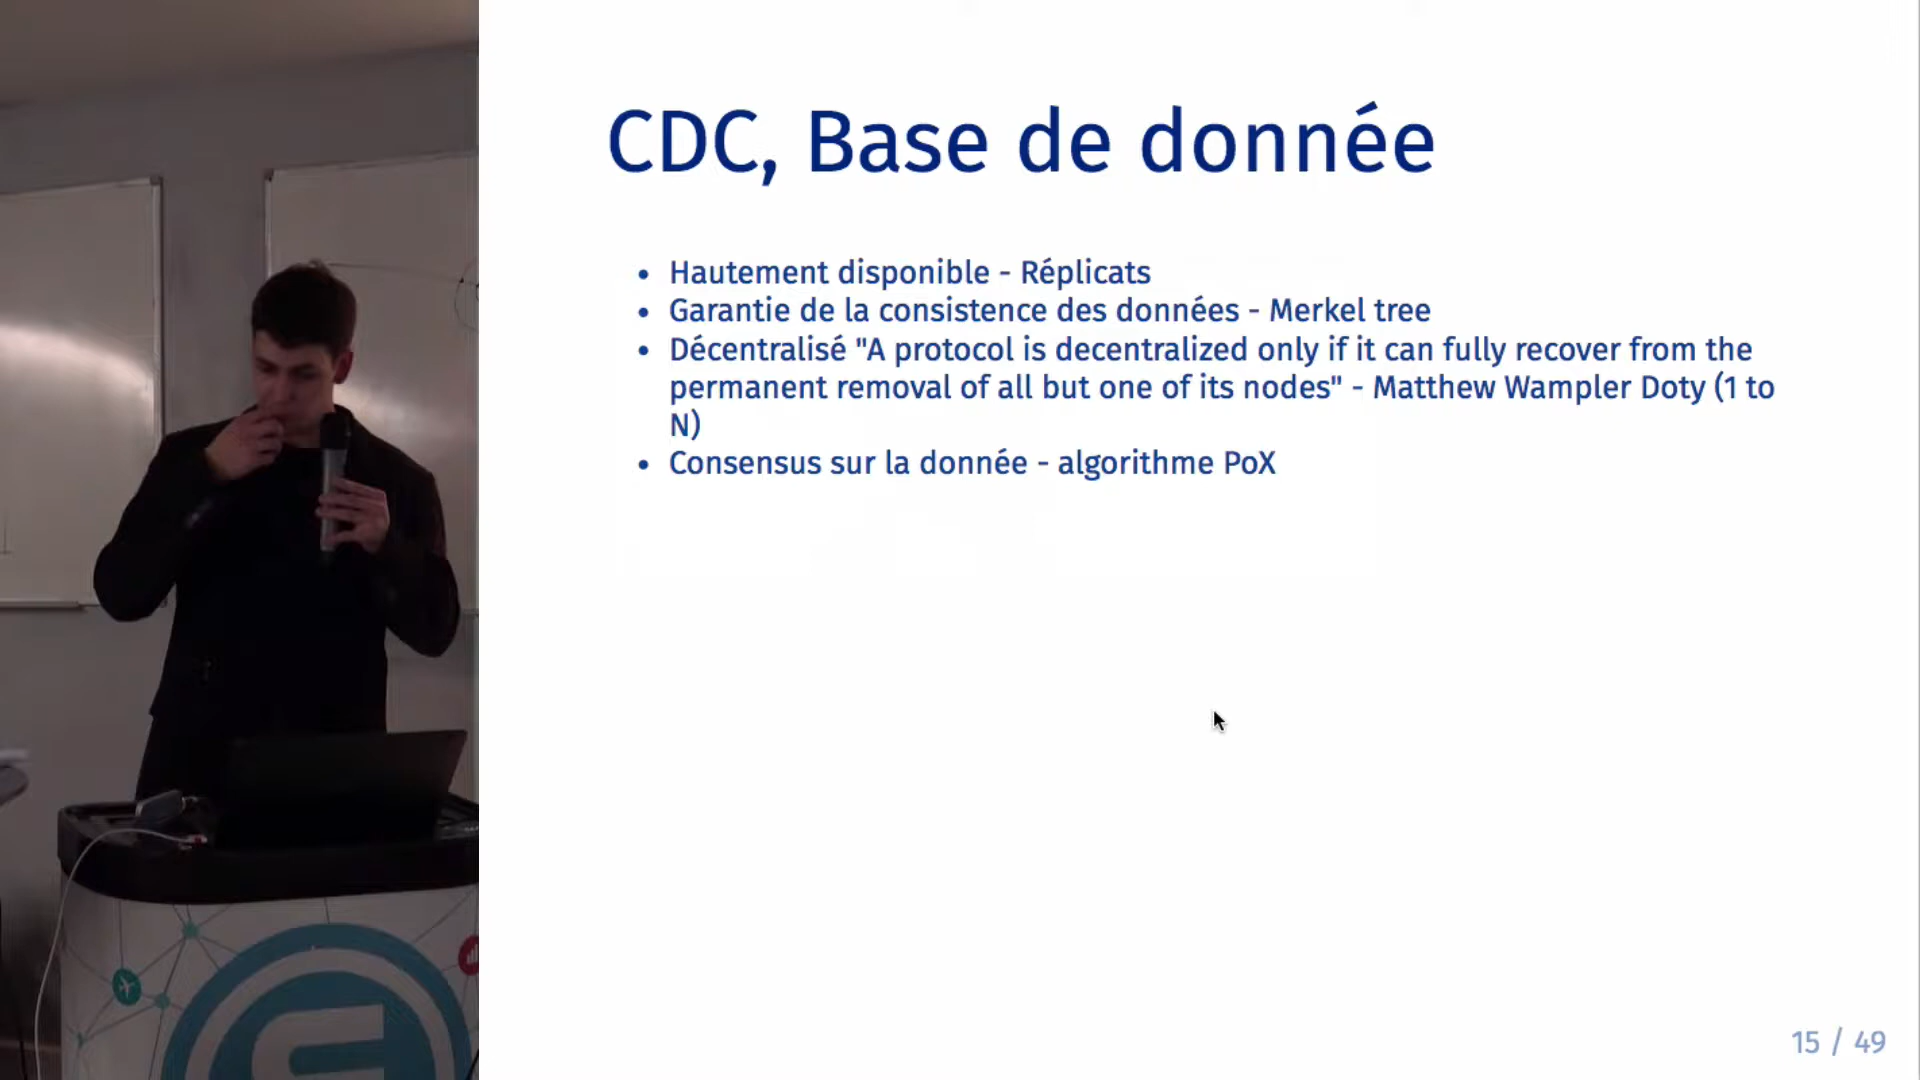 CDC, Base de donnée
• Hautement disponible - Réplicats
• Garantie de la consistence des données - Merkel tree
• Décentralisé "A protocol is decentralized only if it can fully recover from the
permanent removal of all but one of its nodes" - Matthew Wampler Doty (1 to
N)
• Consensus sur la donnée - algorithme PoX
15 / 49